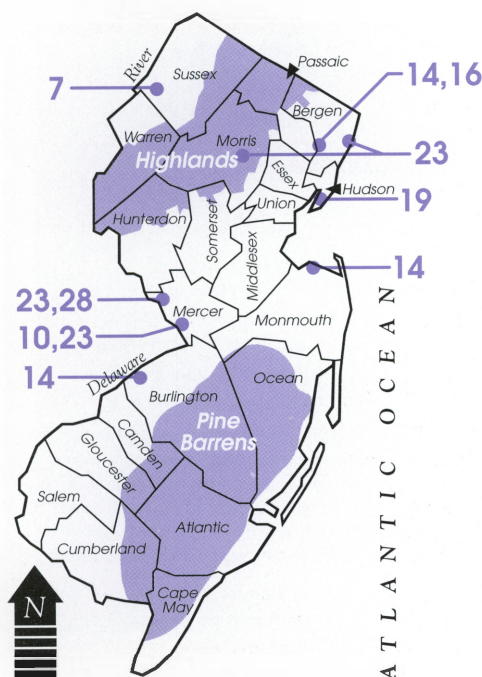 Passaic
River
Sussex
7
14,16
Bergen
Warren
Morris
Highlands
23
Essex
Hudson
19
Union
Hunterdon
Somerset
Middlesex
14
23,28
Mercer
10,23
Monmouth
14
Delaware
Ocean
Burlington
Pine
Barrens
Camden
Gloucester
Salem
Atlantic
Cumberland
Cape
May
N
ATLANTIC OCEAN